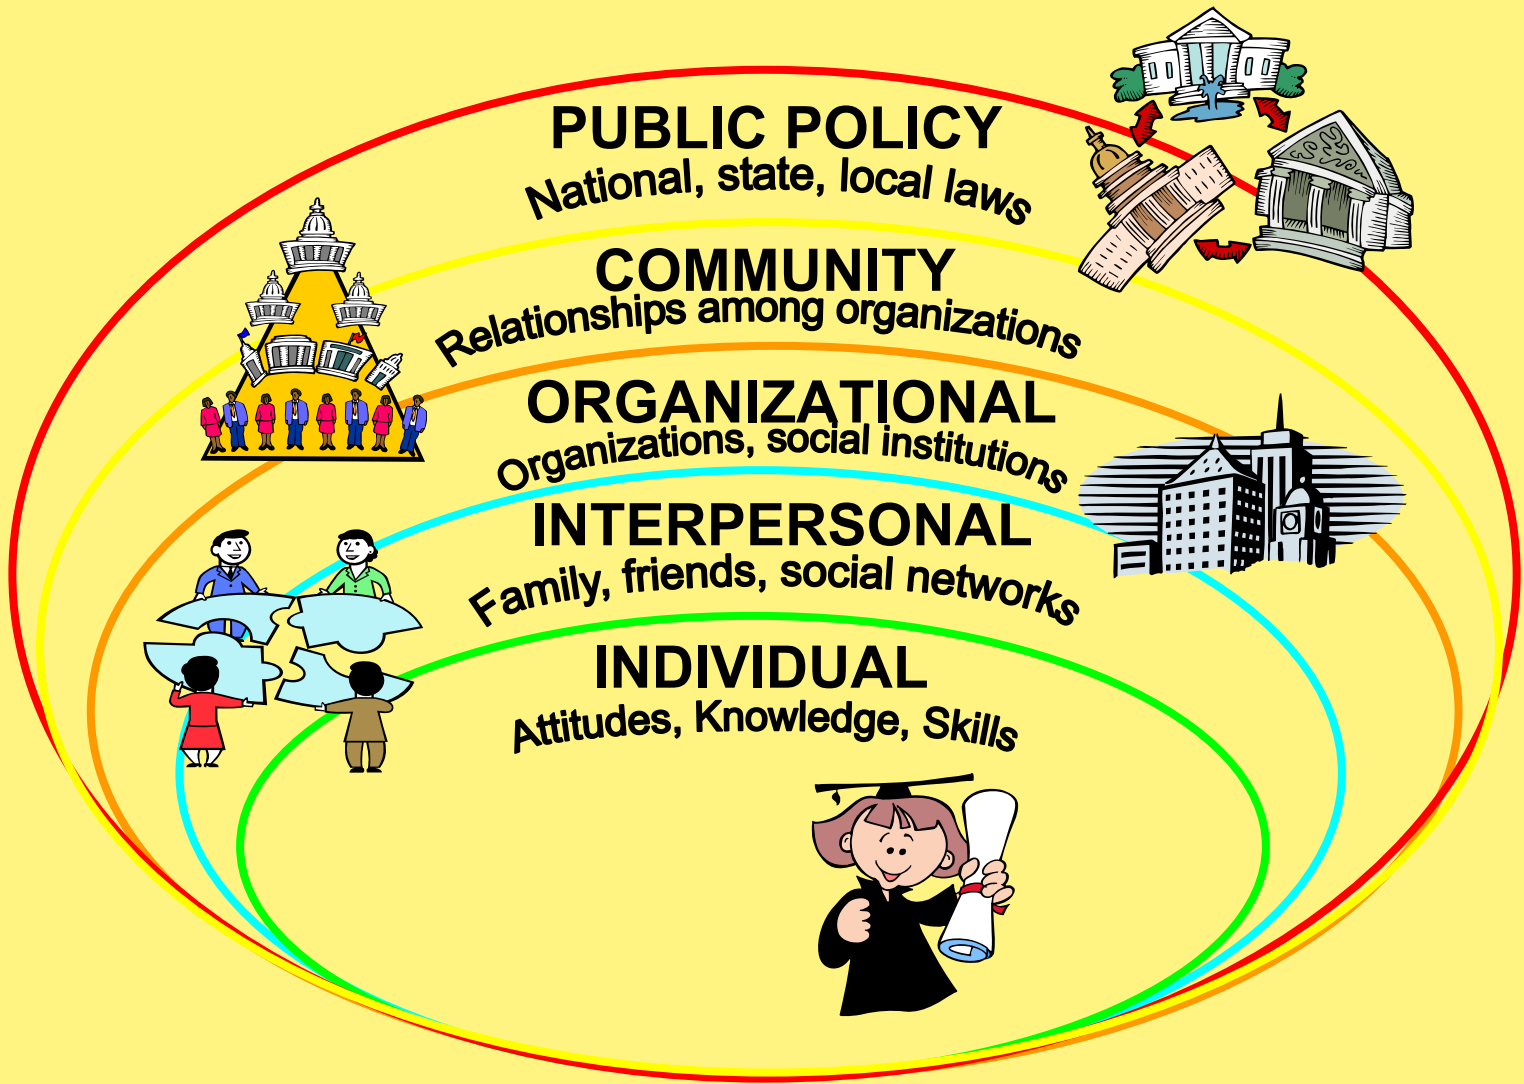 PUBLIC POLICY
National, state, local laws
COMMUNITY
Relationships among organizations
ORGANIZATIONAL
Organizations, social institutions
INTERPERSONAL
Family, friends, social networks
INDIVIDUAL
Attitudes, Knowledge, Skills